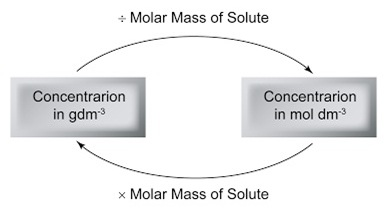 ÷ Molar Mass of Solute
Concentrarion
in gdm⁻³
Concentrarion
in mol dm⁻³
× Molar Mass of Solute